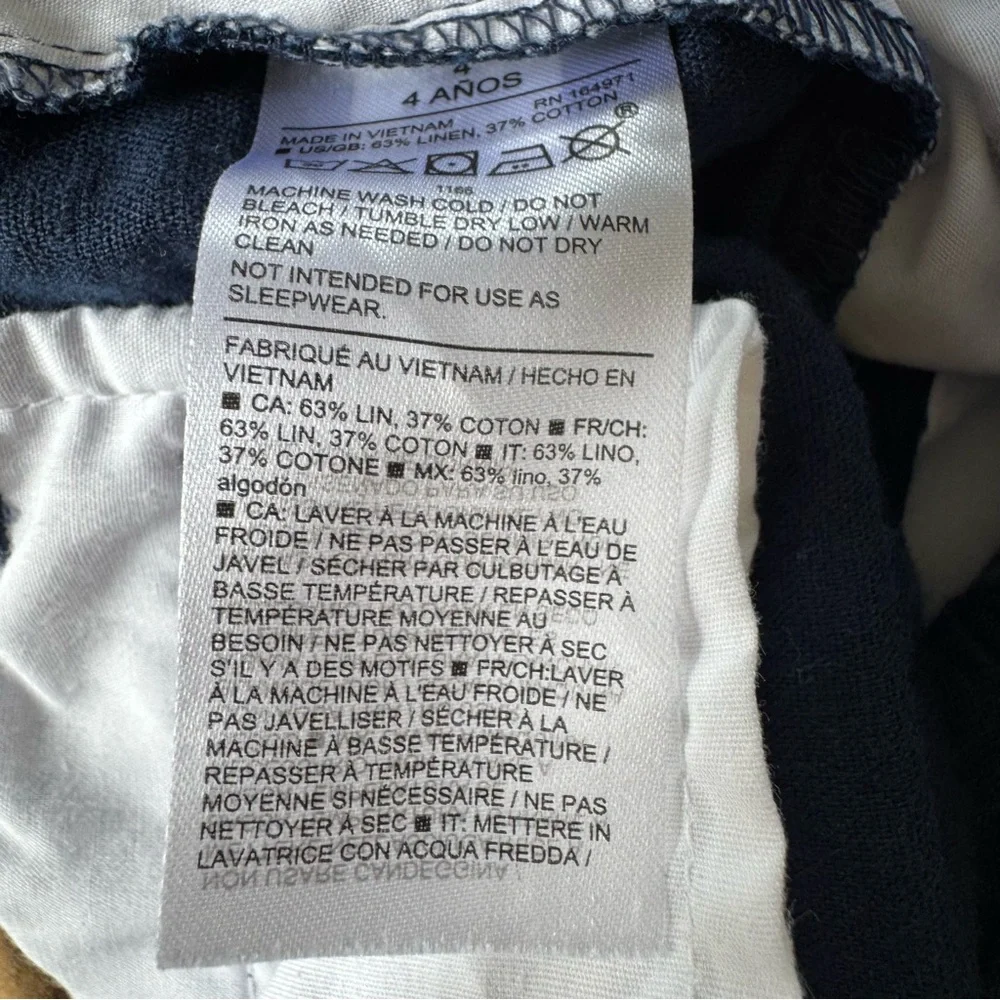 4
4 AÑOS
RN 164971
MADE IN VIETNAM
US/GB: 63% LINEN, 37% COTTON
®
1166
MACHINE WASH COLD / DO NOT
BLEACH / TUMBLE DRY LOW / WARM
IRON AS NEEDED / DO NOT DRY
CLEAN
NOT INTENDED FOR USE AS
SLEEPWEAR.
FABRIQUÉ AU VIETNAM / HECHO EN
VIETNAM
CA: 63% LIN, 37% COTON FR/CH:
63% LIN, 37% COTON IT: 63% LINO,
37% COTONE MX: 63% lino, 37%
algodón
CA: LAVER À LA MACHINE À L'EAU
FROIDE / NE PAS PASSER À L'EAU DE
JAVEL / SÉCHER PAR CULBUTAGE À
BASSE TEMPÉRATURE / REPASSER À
TEMPÉRATURE MOYENNE AU
BESOIN / NE PAS NETTOYER À SEC
S'IL Y A DES MOTIFS FR/CH:LAVER
À LA MACHINE À L'EAU FROIDE / NE
PAS JAVELLISER / SÉCHER À LA
MACHINE À BASSE TEMPÉRATURE /
REPASSER À TEMPÉRATURE
MOYENNE SI NÉCESSAIRE / NE PAS
NETTOYER À SEC IT: METTERE IN
LAVATRICE CON ACQUA FREDDA /
NON USARE CANDEGGINA /